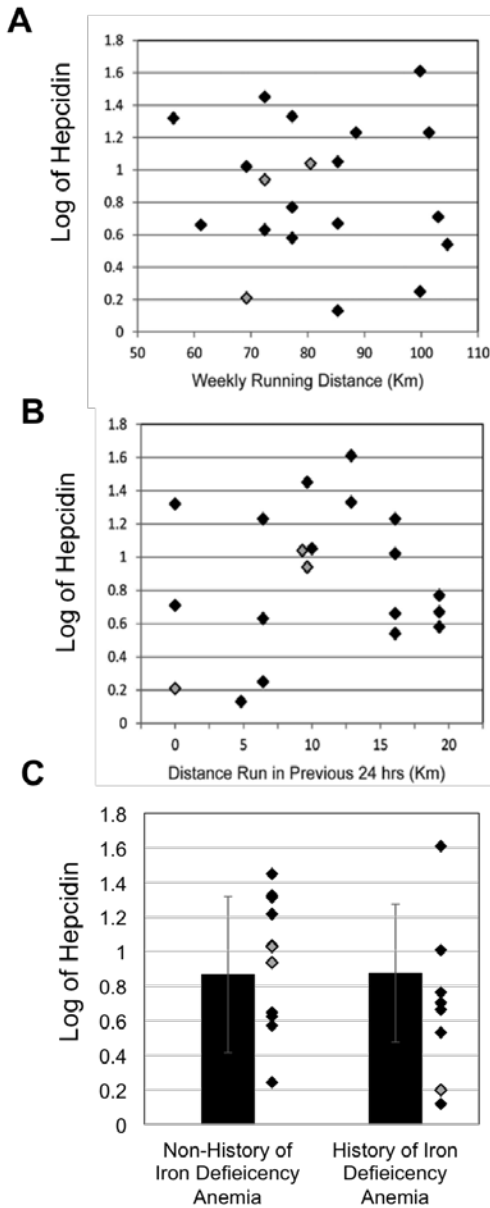 A
Log of Hepcidin
1.8
1.6
1.4
1.2
1
0.8
0.6
0.4
0.2
0
50 60 70 80 90 100 110
Weekly Running Distance (Km)
B
Log of Hepcidin
1.8
1.6
1.4
1.2
1
0.8
0.6
0.4
0.2
0
0 5 10 15 20
Distance Run in Previous 24 hrs (Km)
C
Log of Hepcidin
1.8
1.6
1.4
1.2
1
0.8
0.6
0.4
0.2
0
Non-History of
Iron Defieicency
Anemia
History of Iron
Defieicency
Anemia